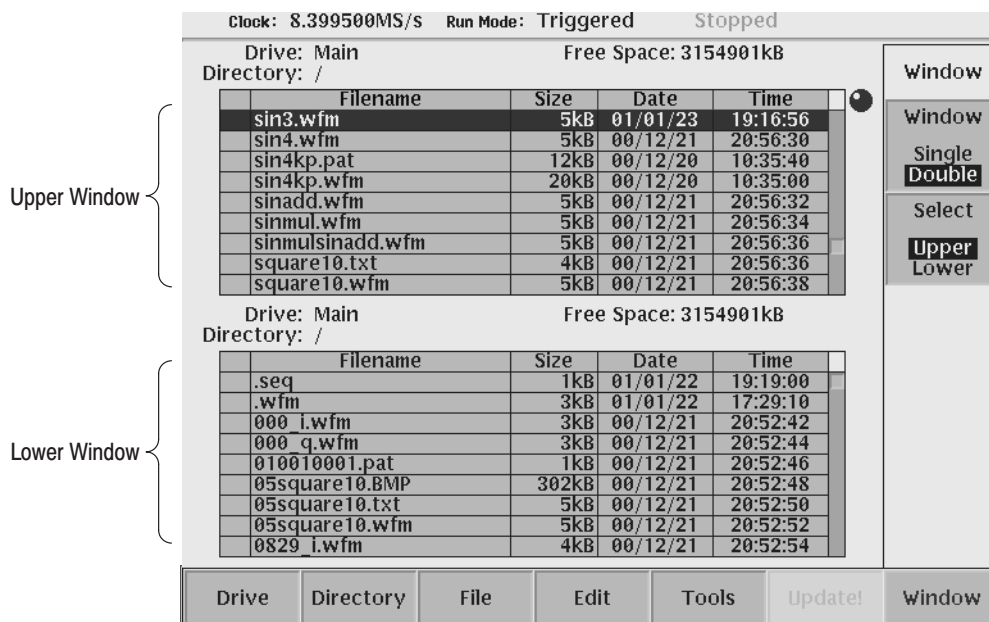 Clock: 8.399500MS/s Run Mode: Triggered Stopped
Drive: Main Free Space: 3154901kB
Directory: /
Filename Size Date Time
sin3.wfm 5kB 01/01/23 19:16:56
sin4.wfm 5kB 00/12/21 20:56:30
sin4kp.pat 12kB 00/12/20 10:35:40
sin4kp.wfm 20kB 00/12/20 10:35:00
sinadd.wfm 5kB 00/12/21 20:56:32
sinmul.wfm 5kB 00/12/21 20:56:34
sinmulsinadd.wfm 5kB 00/12/21 20:56:36
square10.txt 4kB 00/12/21 20:56:36
square10.wfm 5kB 00/12/21 20:56:38
Upper Window
Drive: Main Free Space: 3154901kB
Directory: /
Filename Size Date Time
.seq 1kB 01/01/22 19:19:00
.wfm 3kB 01/01/22 17:29:10
000_i.wfm 3kB 00/12/21 20:52:42
000_q.wfm 3kB 00/12/21 20:52:44
010010001.pat 1kB 00/12/21 20:52:46
05square10.BMP 302kB 00/12/21 20:52:48
05square10.txt 5kB 00/12/21 20:52:50
05square10.wfm 5kB 00/12/21 20:52:52
0829_i.wfm 4kB 00/12/21 20:52:54
Lower Window
Window
Window
Single
Double
Select
Upper
Lower
Drive Directory File Edit Tools Update! Window